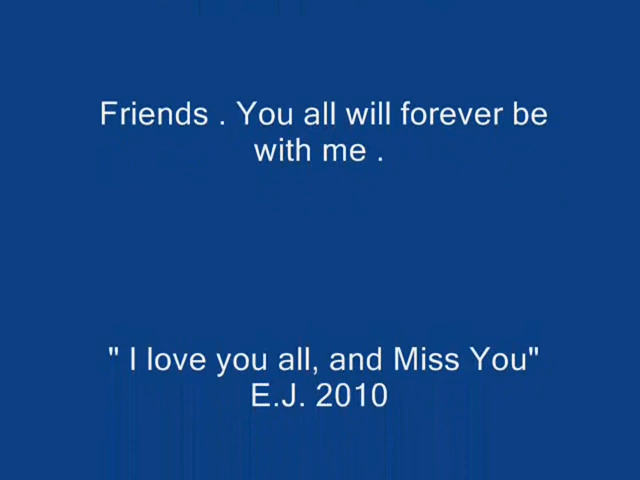 Friends . You all will forever be
with me .
" I love you all, and Miss You"
E.J. 2010